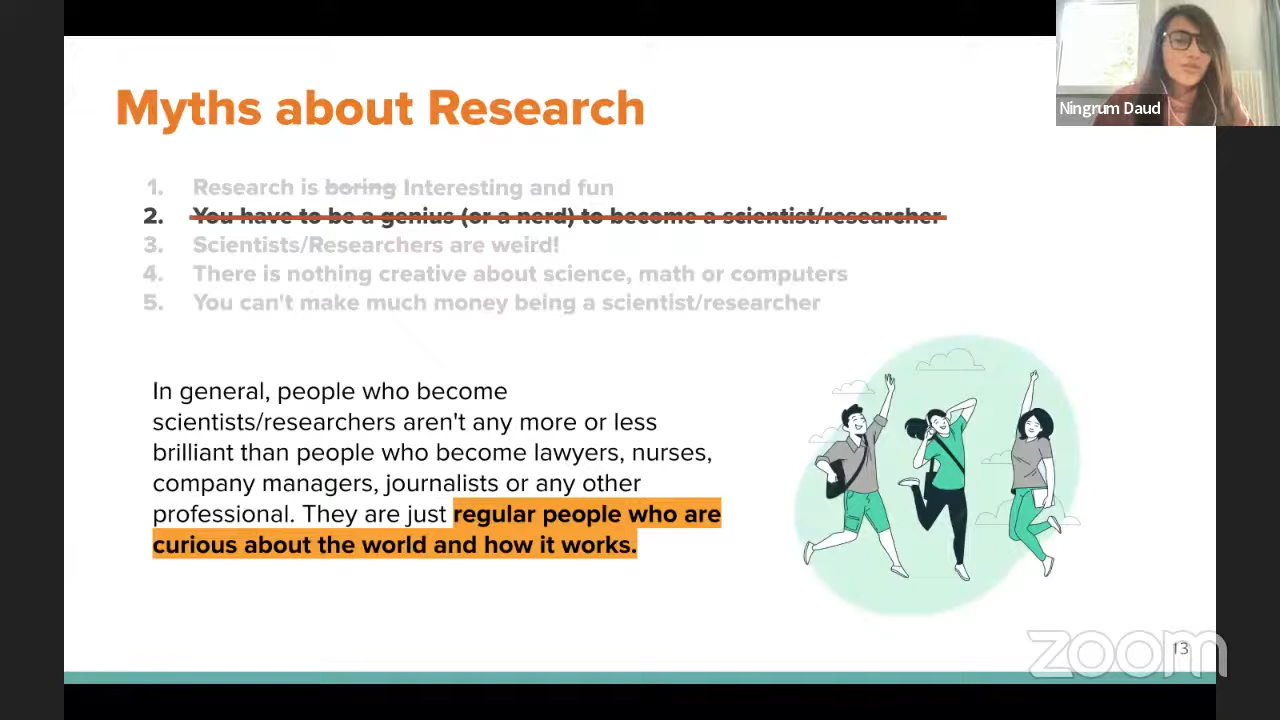 Myths about Research
Ningrum Daud
1. Research is boring Interesting and fun
2. You have to be a genius (or a nerd) to become a scientist/researcher
3. Scientists/Researchers are weird!
4. There is nothing creative about science, math or computers
5. You can't make much money being a scientist/researcher
In general, people who become
scientists/researchers aren't any more or less
brilliant than people who become lawyers, nurses,
company managers, journalists or any other
professional. They are just regular people who are
curious about the world and how it works.
zoom
13